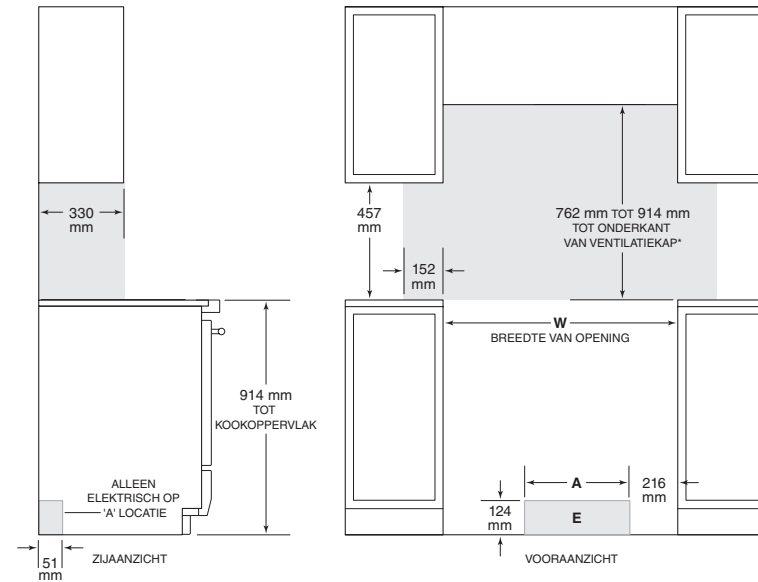 330
mm
914 mm
TOT
KOOKOPPERVLAK
ALLEEN
ELEKTRISCH OP
'A' LOCATIE
51
mm
ZIJAANZICHT
457
mm
762 mm TOT 914 mm
TOT ONDERKANT
VAN VENTILATIEKAP*
152
mm
W
BREEDTE VAN OPENING
A
216
mm
124
mm
E
VOORAANZICHT